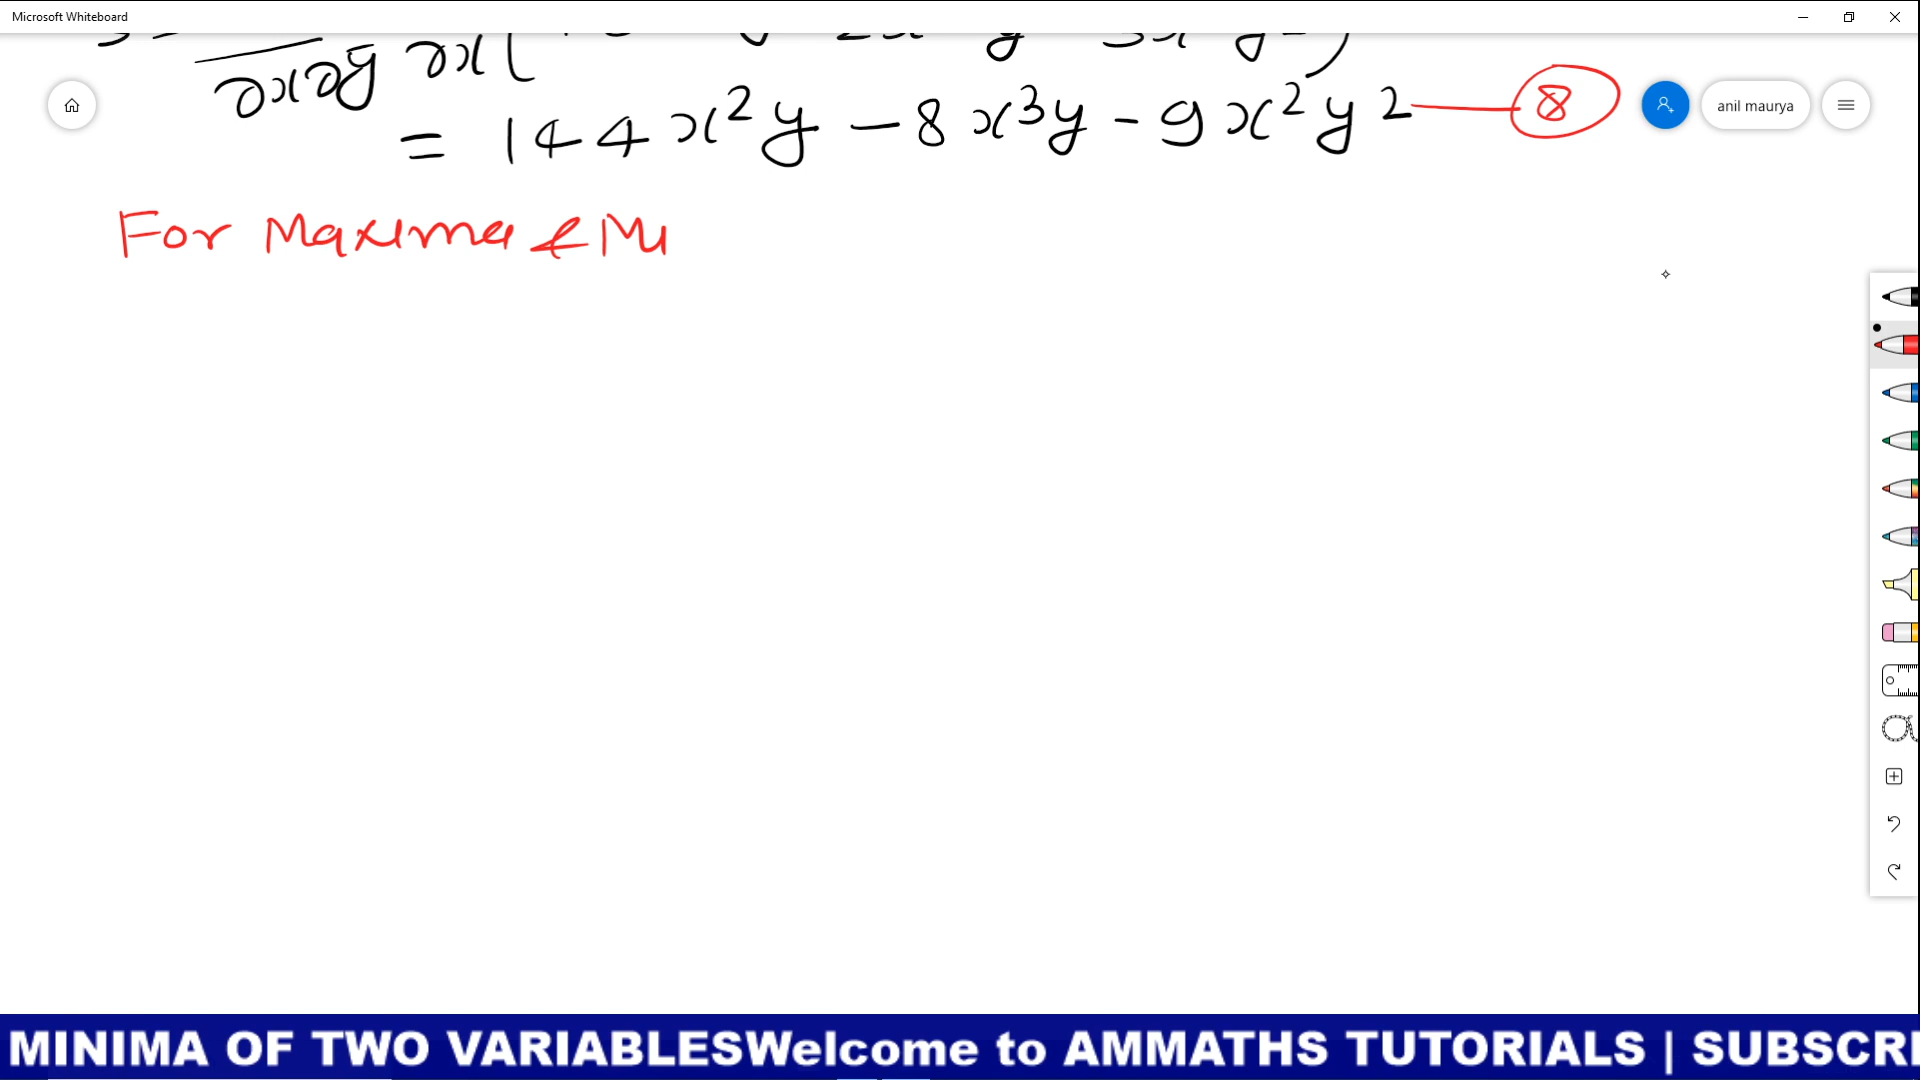 Microsoft Whiteboard
∂x∂y ∂x(
= 144x²y - 8x³y - 9x²y² 8
anil maurya
For Maxima & Mi
MINIMA OF TWO VARIABLESWelcome to AMMATHS TUTORIALS | SUBSCRI